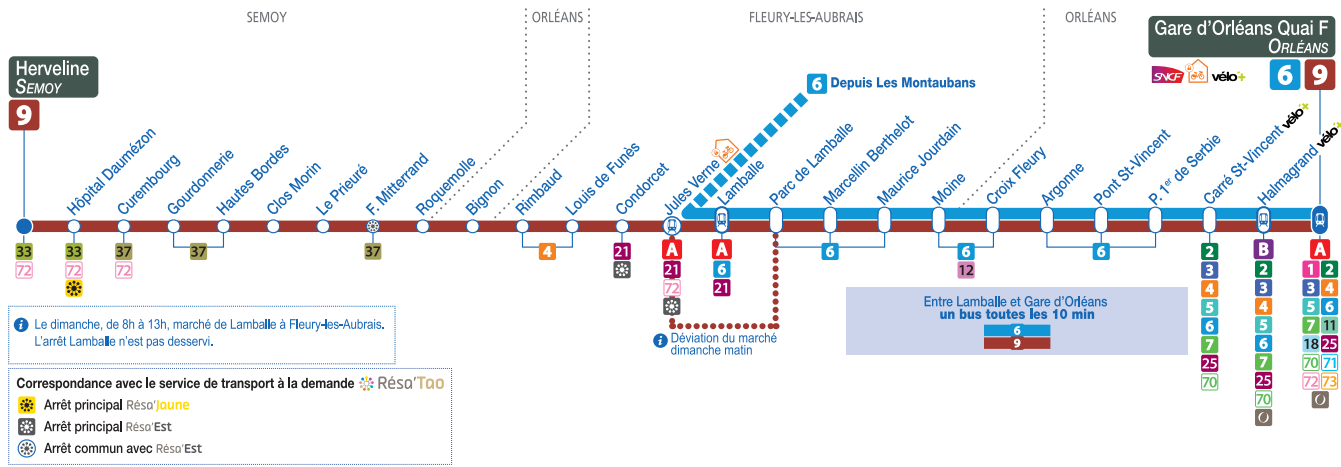 SEMOY
ORLÉANS
FLEURY-LES-AUBRAIS
ORLÉANS
Herveline
SEMOY
9
Gare d'Orléans Quai F
ORLÉANS
SNCF vélo+ 6 9
6 Depuis Les Montaubans
Hôpital Daumézon
Curembourg
Gourdonnerie
Hautes Bordes
Clos Morin
Le Prieuré
F. Mitterrand
Roquemolle
Bignon
Rimbaud
Louis de Funès
Condorcet
Jules Verne
Lamballe
Parc de Lamballe
Marcellin Berthelot
Maurice Jourdain
Moine
Croix Fleury
Argonne
Pont St-Vincent
P. 1er de Serbie
Carré St-Vincent vélo+
Halmagrand vélo+
33
72
33
72
37
72
37
37
4
21
A
21
72
A
6
21
6
6
12
6
2
3
4
5
6
7
25
70
B
2
3
4
5
6
7
25
70
O
A
1 2
3 4
5 6
7 11
18 25
70 71
72 73
O
i Le dimanche, de 8h à 13h, marché de Lamballe à Fleury-les-Aubrais.
L'arrêt Lamballe n'est pas desservi.
i Déviation du marché
dimanche matin
Entre Lamballe et Gare d'Orléans
un bus toutes les 10 min
6
9
Correspondance avec le service de transport à la demande Résa'Tao
Arrêt principal Résa'Jaune
Arrêt principal Résa'Est
Arrêt commun avec Résa'Est